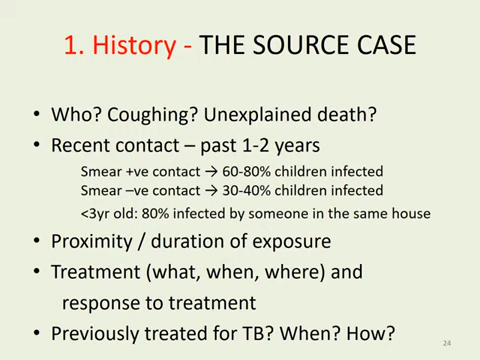 1. History - THE SOURCE CASE
• Who? Coughing? Unexplained death?
• Recent contact – past 1-2 years
Smear +ve contact → 60-80% children infected
Smear –ve contact → 30-40% children infected
<3yr old: 80% infected by someone in the same house
• Proximity / duration of exposure
• Treatment (what, when, where) and
response to treatment
• Previously treated for TB? When? How?
24